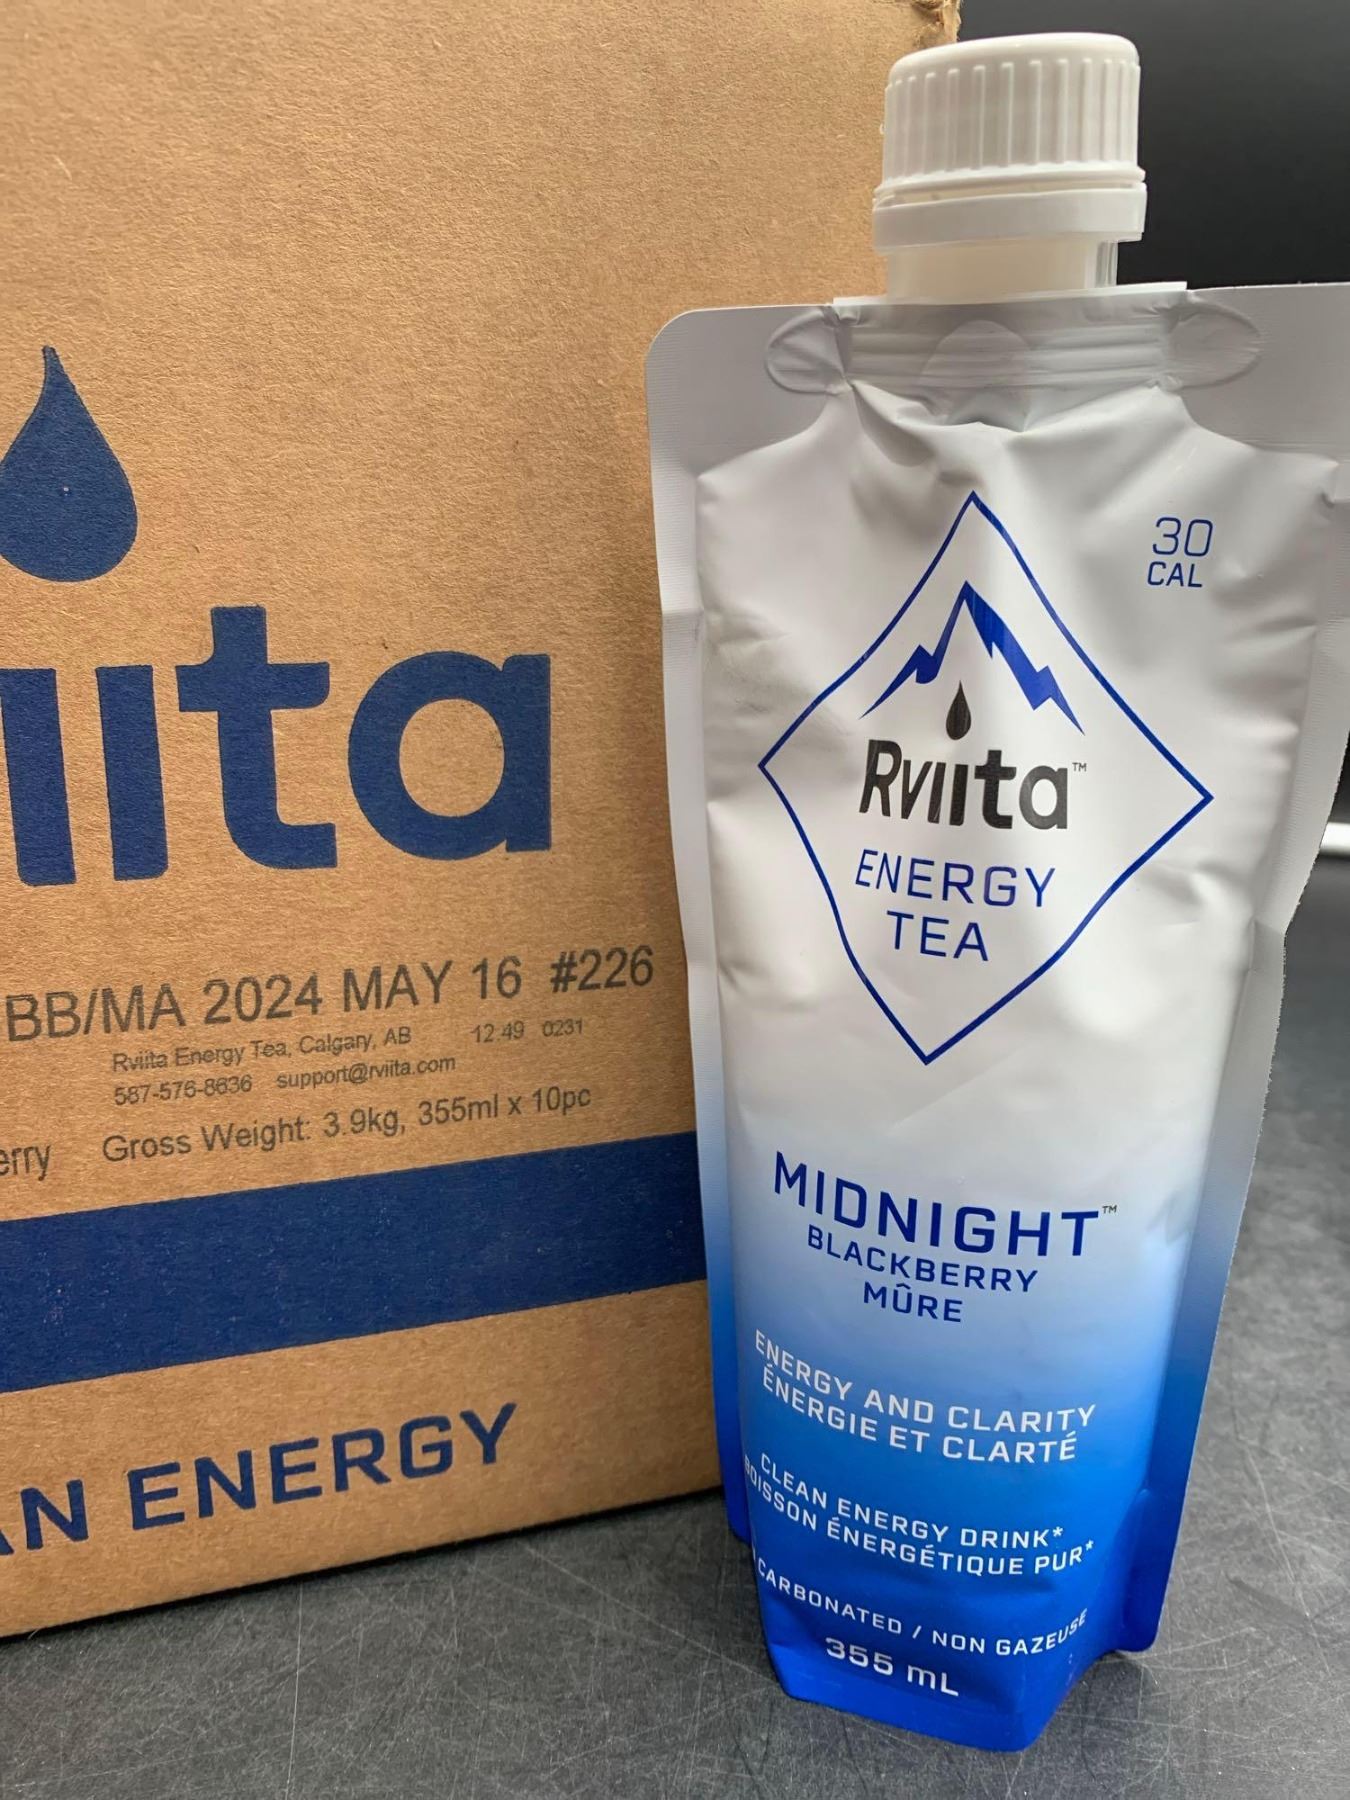 iita
BB/MA 2024 MAY 16 #226
Rviita Energy Tea, Calgary, AB 12:49 0231
587-576-8636 support@rviita.com
erry Gross Weight: 3.9kg, 355ml x 10pc
AN ENERGY
30
CAL
Rviita™
ENERGY
TEA
MIDNIGHT™
BLACKBERRY
MÛRE
ENERGY AND CLARITY
ÉNERGIE ET CLARTÉ
CLEAN ENERGY DRINK*
BOISSON ÉNERGÉTIQUE PUR*
CARBONATED / NON GAZEUSE
355 mL